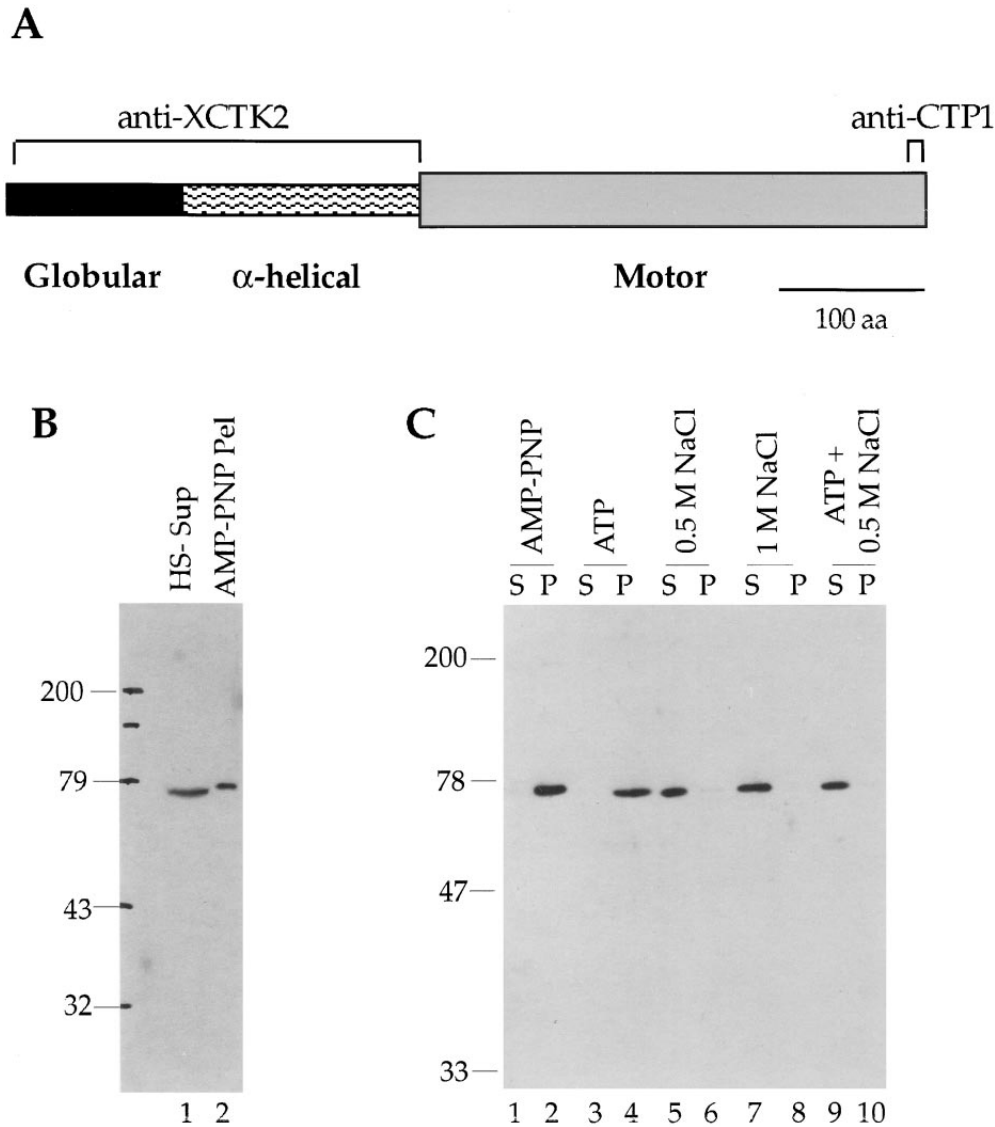 A
anti-XCTK2
anti-CTP1
Globular
α-helical
Motor
100 aa
B
HS- Sup
AMP-PNP Pel
200
79
43
32
1 2
C
AMP-PNP
ATP
0.5 M NaCl
1 M NaCl
ATP +
0.5 M NaCl
S P S P S P S P S P
200
78
47
33
1 2 3 4 5 6 7 8 9 10